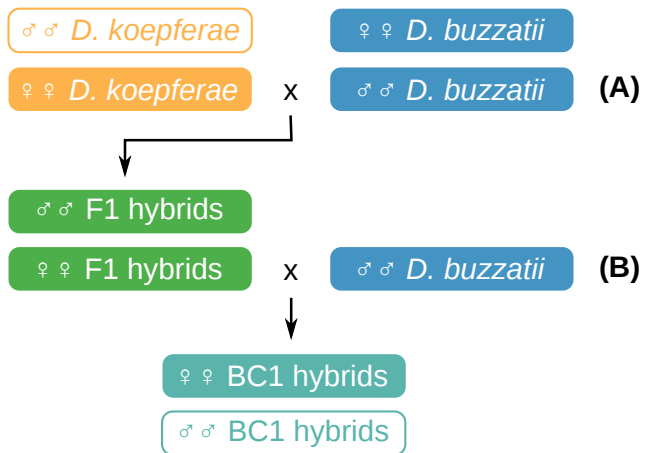 ♂♂ D. koepferae ♀♀ D. buzzatii
♀♀ D. koepferae x ♂♂ D. buzzatii (A)
♂♂ F1 hybrids
♀♀ F1 hybrids x ♂♂ D. buzzatii (B)
♀♀ BC1 hybrids
♂♂ BC1 hybrids